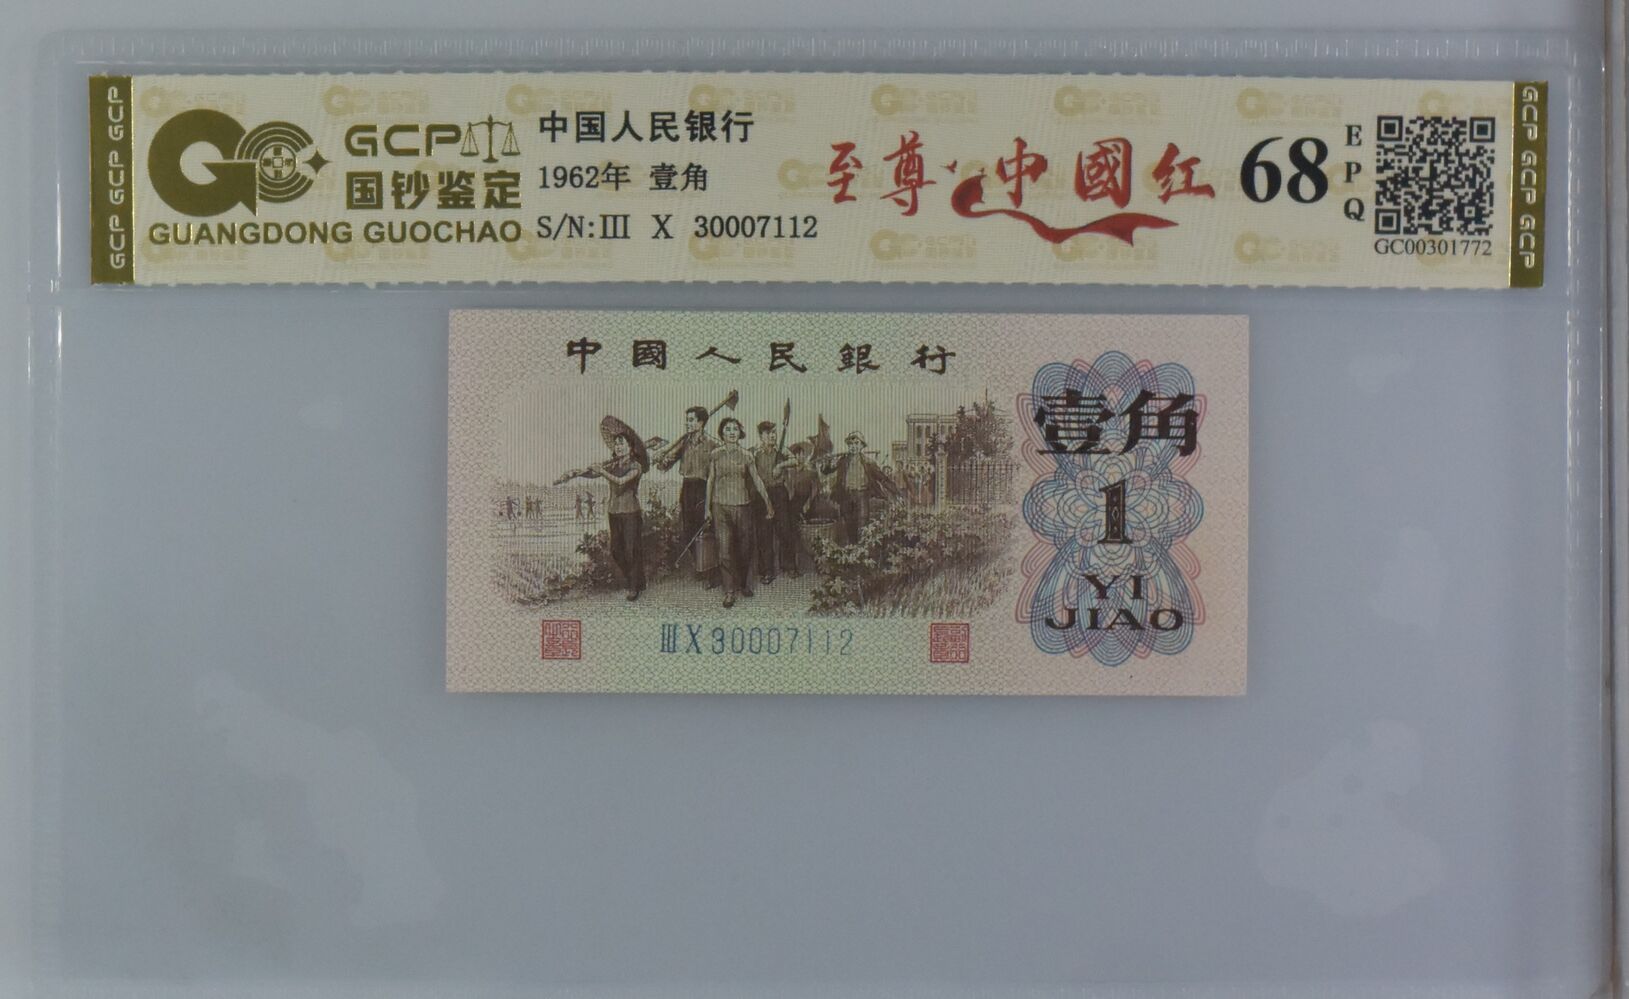 GCP GCP GCP GCP
GCP
国钞鉴定
GUANGDONG GUOCHAO
中国人民银行
1962年 壹角
S/N:Ⅲ X 30007112
至尊·中國红
68
EPQ
GC00301772
GCP GCP GCP GCP
中國人民銀行
壹角
1
YI
JIAO
ⅢX30007112